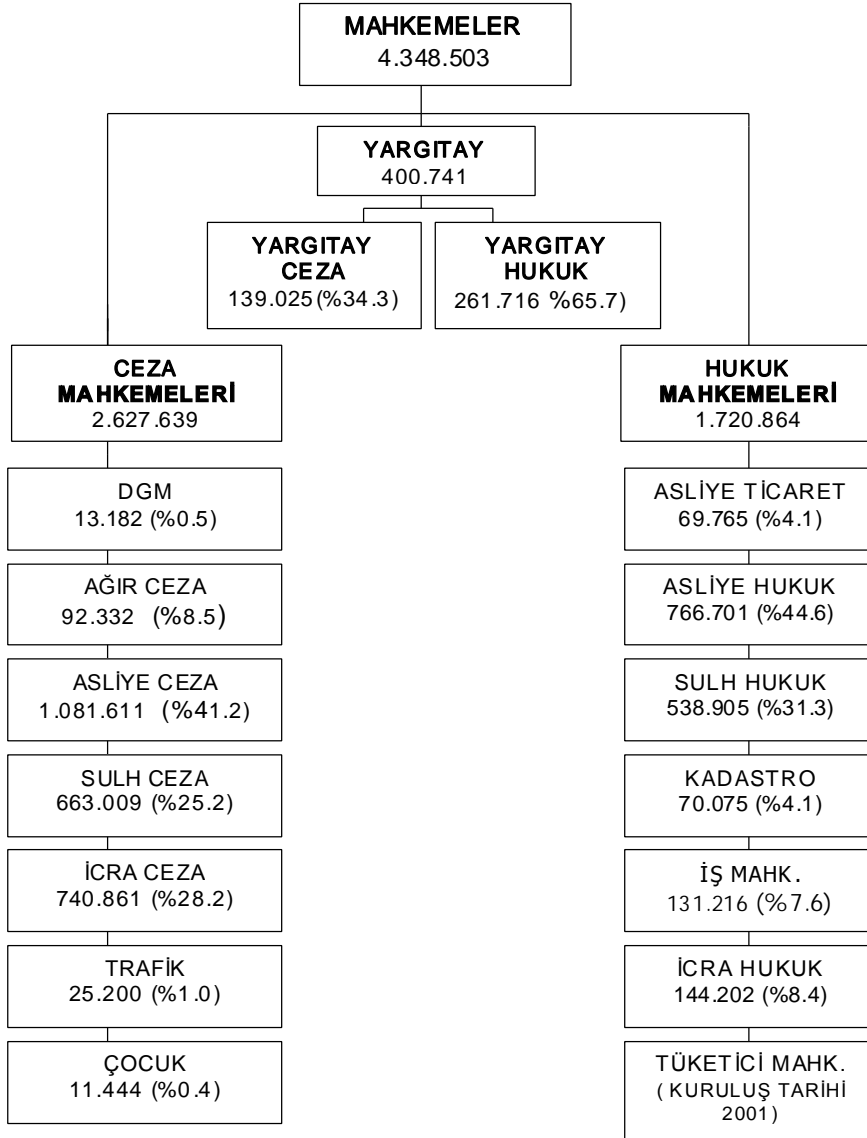 MAHKEMELER
4.348.503
YARGITAY
400.741
YARGITAY
CEZA
139.025(%34.3)
YARGITAY
HUKUK
261.716 %65.7)
CEZA
MAHKEMELERİ
2.627.639
DGM
13.182 (%0.5)
AĞIR CEZA
92.332 (%8.5)
ASLİYE CEZA
1.081.611 (%41.2)
SULH CEZA
663.009 (%25.2)
İCRA CEZA
740.861 (%28.2)
TRAFİK
25.200 (%1.0)
ÇOCUK
11.444 (%0.4)
HUKUK
MAHKEMELERİ
1.720.864
ASLİYE TİCARET
69.765 (%4.1)
ASLİYE HUKUK
766.701 (%44.6)
SULH HUKUK
538.905 (%31.3)
KADASTRO
70.075 (%4.1)
İŞ MAHK.
131.216 (%7.6)
İCRA HUKUK
144.202 (%8.4)
TÜKETİCİ MAHK.
( KURULUŞ TARİHİ
2001)